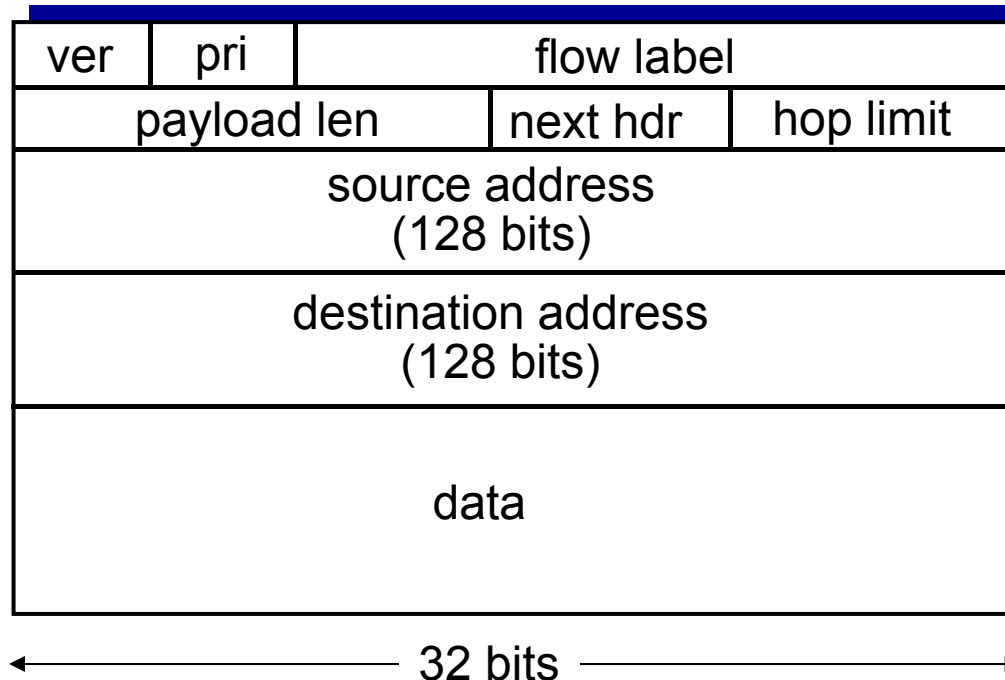 ver pri flow label
payload len next hdr hop limit
source address
(128 bits)
destination address
(128 bits)
data
32 bits